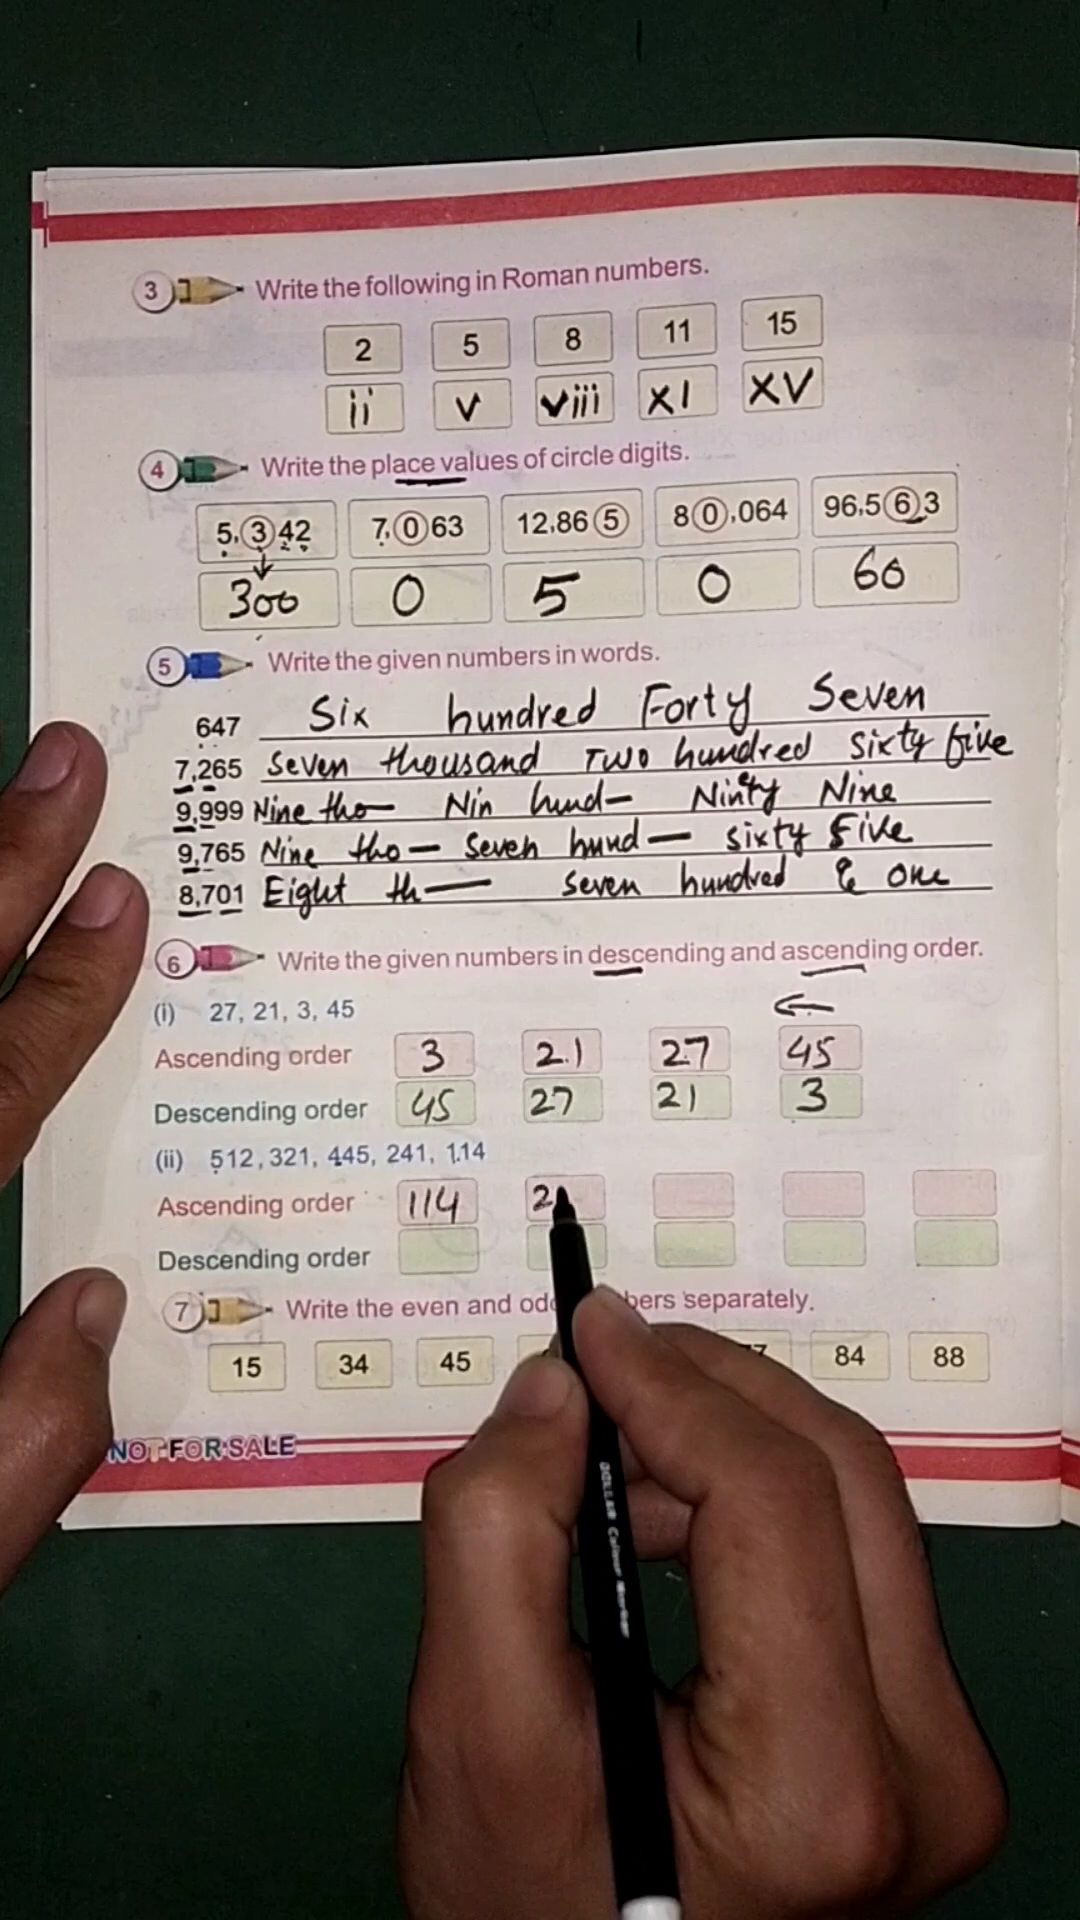 3 Write the following in Roman numbers.
2 5 8 11 15
ii v viii XI XV
4 Write the place values of circle digits.
5,342 7,063 12,865 80,064 96,563
300 0 5 0 60
5 Write the given numbers in words.
647 Six hundred Forty Seven
7,265 Seven thousand Two hundred sixty five
9,999 Nine tho— Nin hund— Ninty Nine
9,765 Nine tho— Seven hund— sixty Five
8,701 Eight th— seven hundred & one
6 Write the given numbers in descending and ascending order.
(i) 27, 21, 3, 45
Ascending order 3 21 27 45
Descending order 45 27 21 3
(ii) 512, 321, 445, 241, 114
Ascending order 114 2
Descending order
7 Write the even and separately.
15 34 45 84 88
NOT FOR SALE
DOLLAR Colour Marker